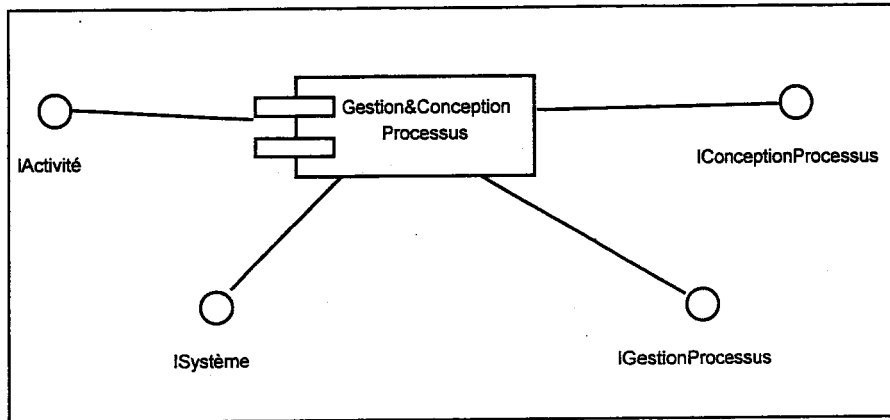 Gestion&Conception
Processus
IActivité
IConceptionProcessus
ISystème
IGestionProcessus